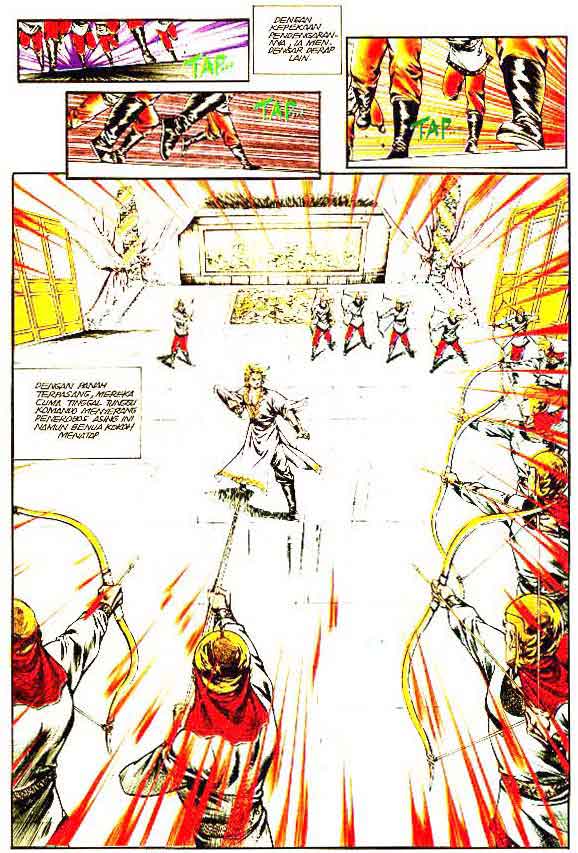 TAP...
DENGAN
KEPEKAAN
PENDENGARAN-
NYA, IA MEN-
DENGAR DERAP
LAIN.
TAP...
TAP...
DENGAN PANAH
TERPASANG, MEREKA
CUMA TINGGAL TUNGGU
KOMANDO MENYERANG
PENEROBOS ASING INI
NAMUN BENUA KOKOH
MENATAP.